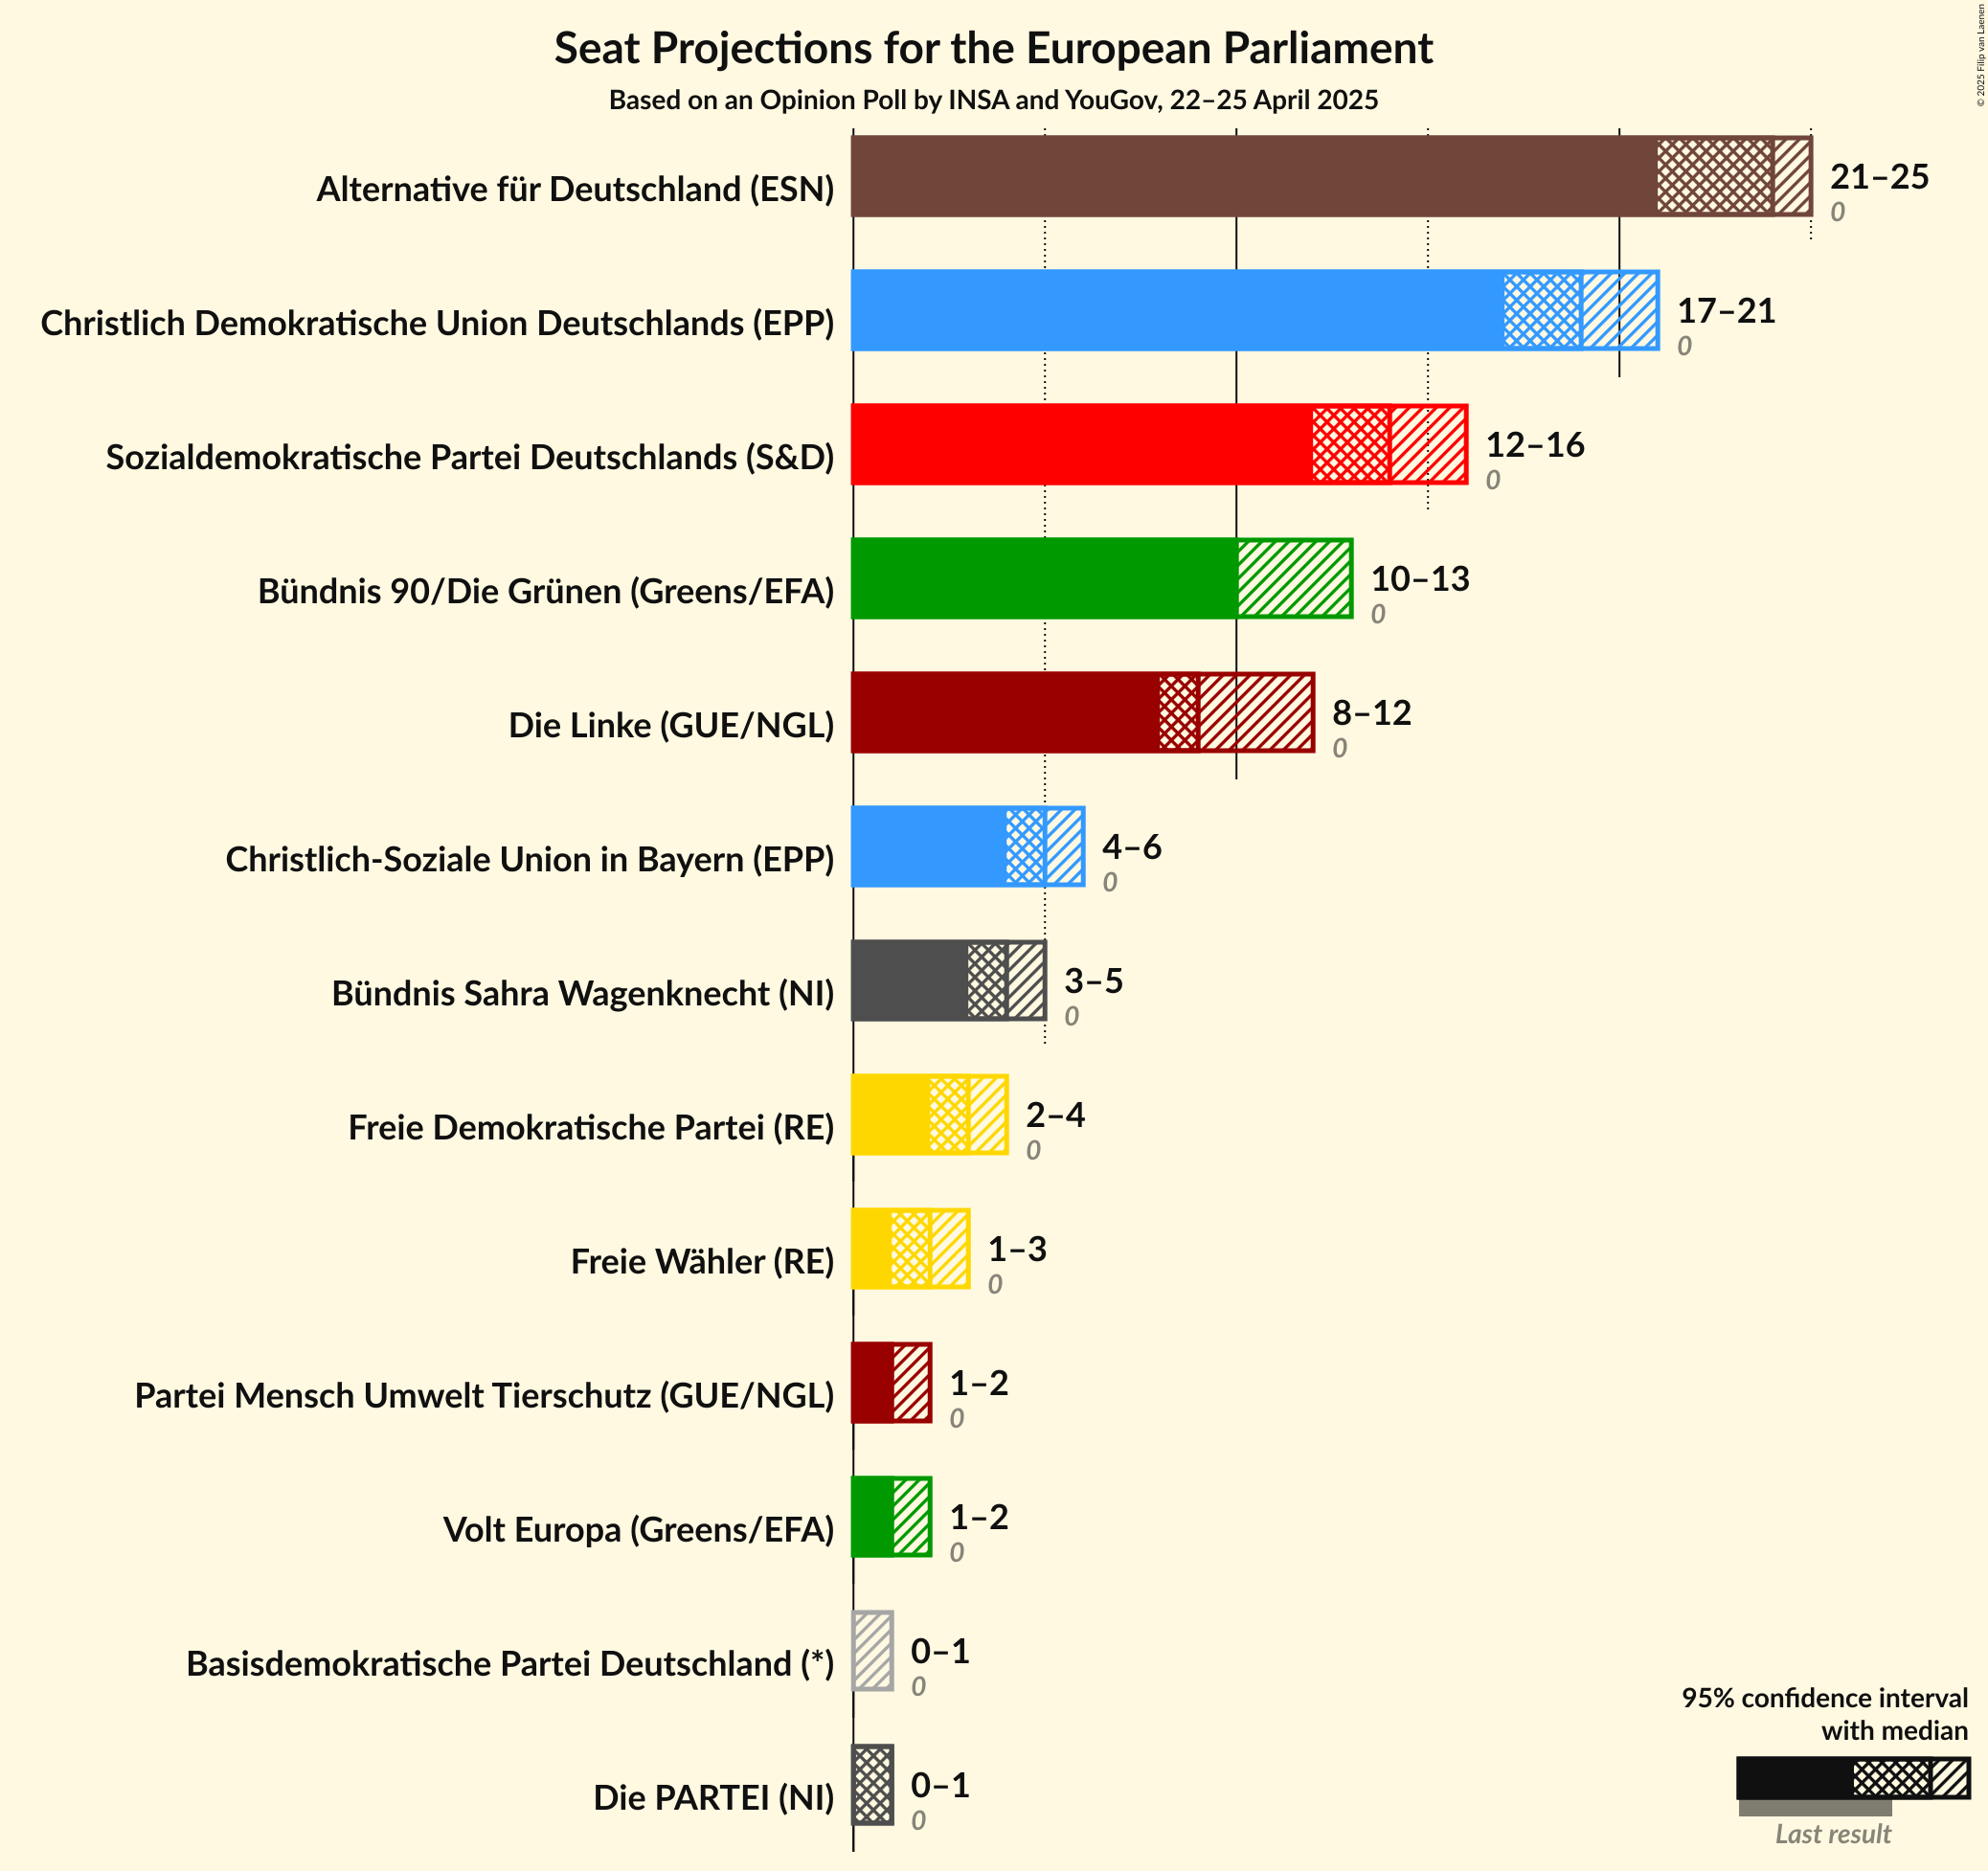 Seat Projections for the European Parliament
Based on an Opinion Poll by INSA and YouGov, 22–25 April 2025
© 2025 Filip van Laenen
Alternative für Deutschland (ESN)
21–25
0
Christlich Demokratische Union Deutschlands (EPP)
17–21
0
Sozialdemokratische Partei Deutschlands (S&D)
12–16
0
Bündnis 90/Die Grünen (Greens/EFA)
10–13
0
Die Linke (GUE/NGL)
8–12
0
Christlich-Soziale Union in Bayern (EPP)
4–6
0
Bündnis Sahra Wagenknecht (NI)
3–5
0
Freie Demokratische Partei (RE)
2–4
0
Freie Wähler (RE)
1–3
0
Partei Mensch Umwelt Tierschutz (GUE/NGL)
1–2
0
Volt Europa (Greens/EFA)
1–2
0
Basisdemokratische Partei Deutschland (*)
0–1
0
Die PARTEI (NI)
0–1
0
95% confidence interval
with median
Last result